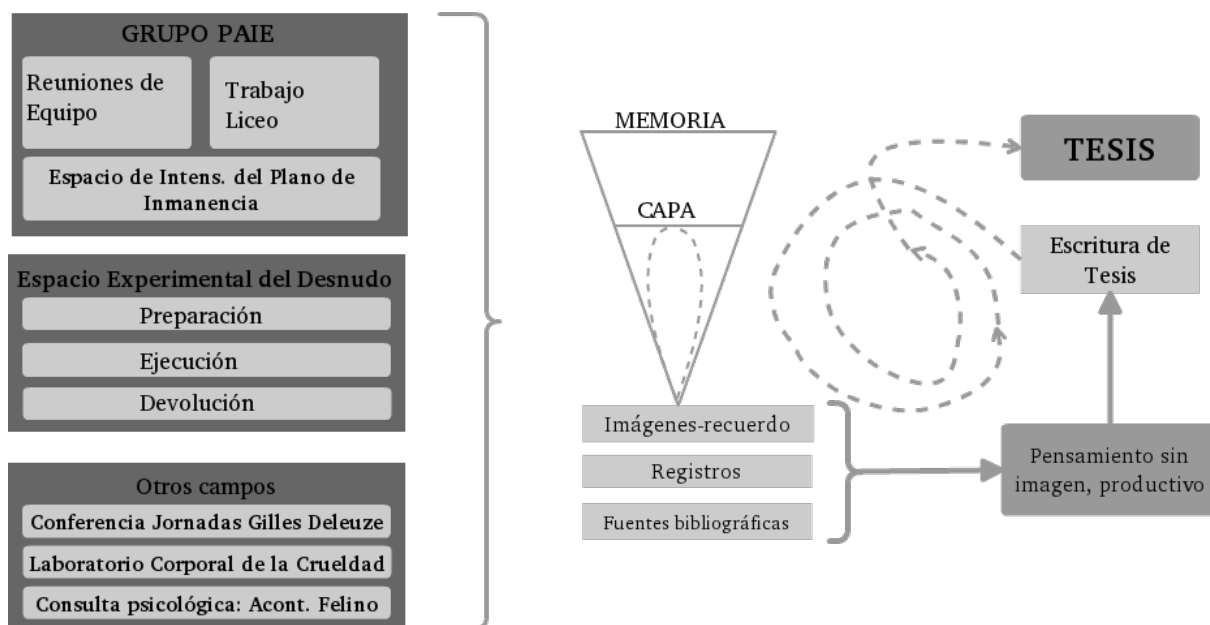 GRUPO PAIE
Reuniones de
Equipo
Trabajo
Liceo
Espacio de Intens. del Plano de
Inmanencia
Espacio Experimental del Desnudo
Preparación
Ejecución
Devolución
Otros campos
Conferencia Jornadas Gilles Deleuze
Laboratorio Corporal de la Crueldad
Consulta psicológica: Acont. Felino
MEMORIA
CAPA
Imágenes-recuerdo
Registros
Fuentes bibliográficas
TESIS
Escritura de
Tesis
Pensamiento sin
imagen, productivo